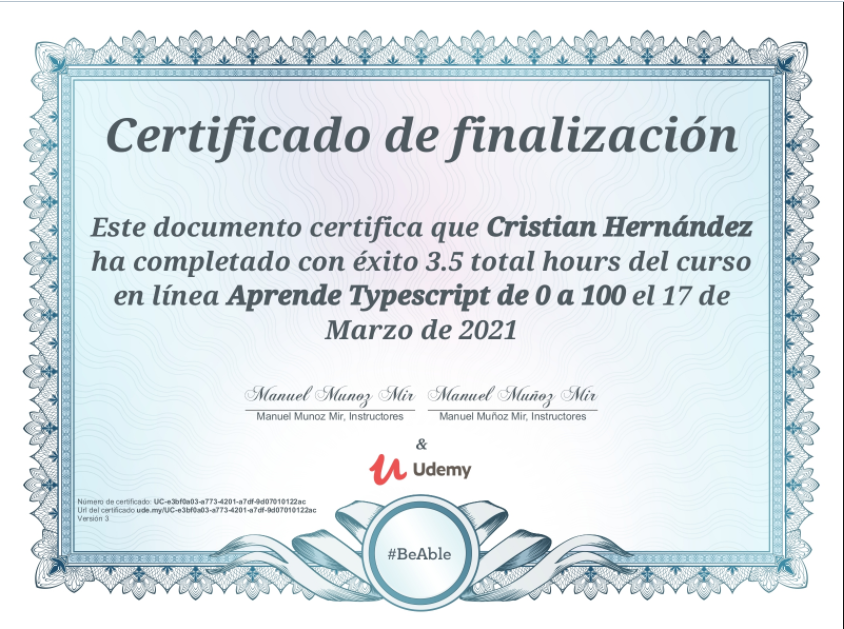 Certificado de finalización
Este documento certifica que Cristian Hernández
ha completado con éxito 3.5 total hours del curso
en línea Aprende Typescript de 0 a 100 el 17 de
Marzo de 2021
Manuel Munoz Mir Manuel Muñoz Mir
Manuel Munoz Mir, Instructores Manuel Muñoz Mir, Instructores
&
Udemy
Número de certificado: UC-e3bf0a03-a773-4201-a7df-9d07010122ac
Url del certificado ude.my/UC-e3bf0a03-a773-4201-a7df-9d07010122ac
Versión 3
#BeAble